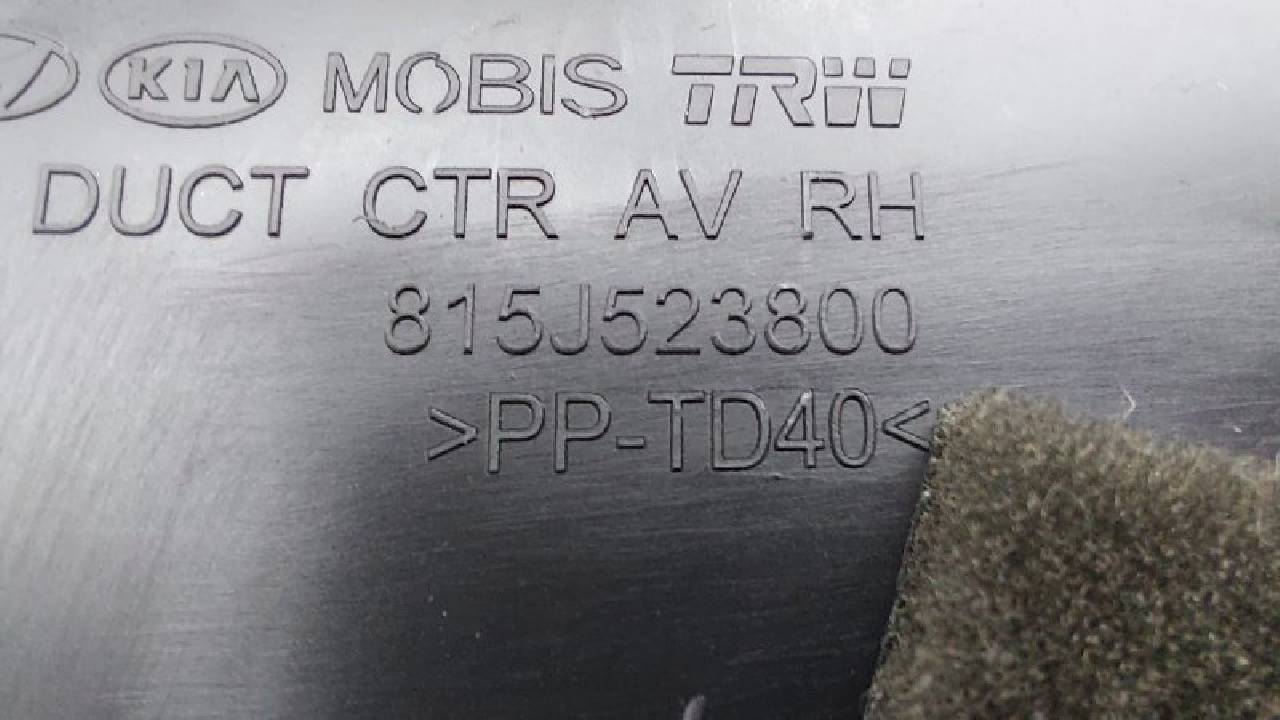 KIA MOBIS TRW
DUCT CTR AV RH
815J523800
>PP-TD40<